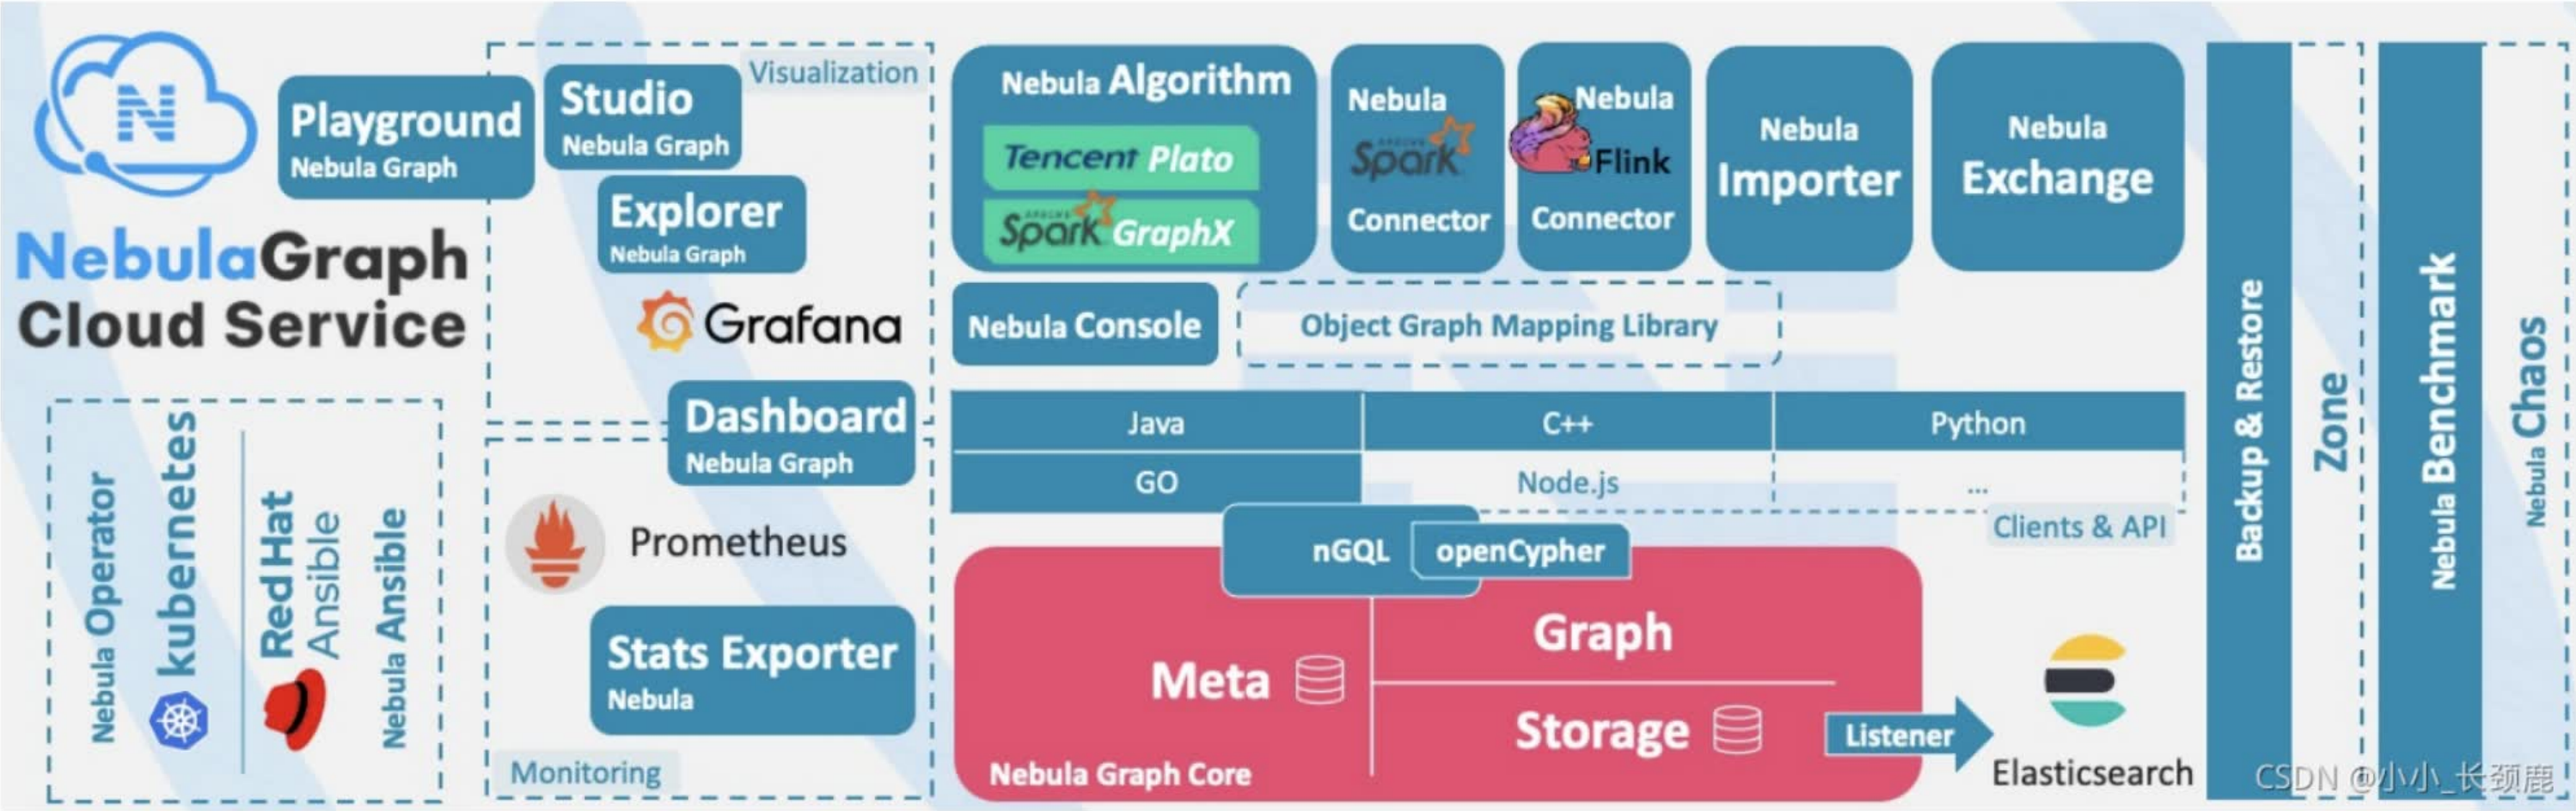 N
NebulaGraph
Cloud Service
Playground
Nebula Graph
Studio
Nebula Graph
Visualization
Explorer
Nebula Graph
Grafana
Dashboard
Nebula Graph
Prometheus
Stats Exporter
Nebula
Monitoring
Nebula Operator
kubernetes
Red Hat
Ansible
Nebula Ansible
Nebula Algorithm
Tencent Plato
APACHE
Spark GraphX
Nebula
APACHE
Spark
Connector
Nebula
Flink
Connector
Nebula
Importer
Nebula
Exchange
Nebula Console
Object Graph Mapping Library
Java
C++
Python
GO
Node.js
...
Clients & API
nGQL
openCypher
Meta
Graph
Storage
Nebula Graph Core
Listener
Elasticsearch
Backup & Restore
Zone
Nebula Benchmark
Nebula Chaos
CSDN @小小_长颈鹿